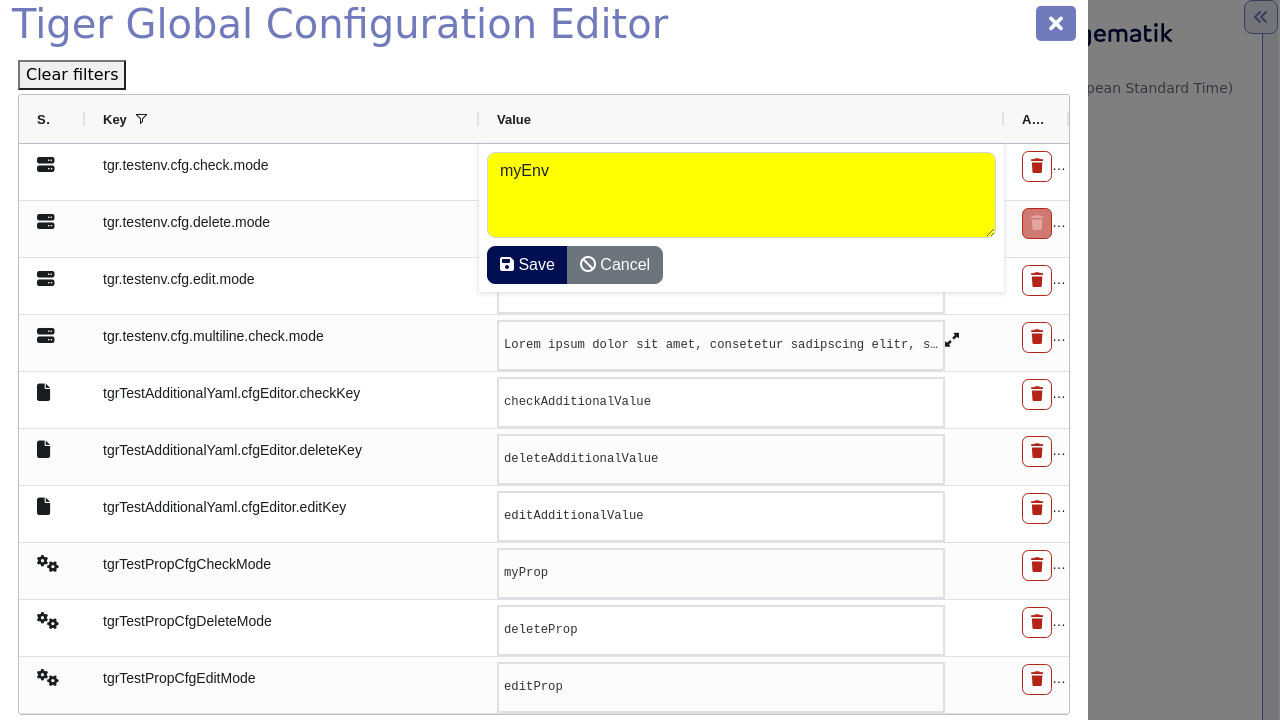 Tiger Global Configuration Editor
gematik
pean Standard Time)
Clear filters
S. Key Value A...
tgr.testenv.cfg.check.mode
myEnv
...
tgr.testenv.cfg.delete.mode
...
Save Cancel
tgr.testenv.cfg.edit.mode
...
tgr.testenv.cfg.multiline.check.mode
Lorem ipsum dolor sit amet, consetetur sadipscing elitr, s…
...
tgrTestAdditionalYaml.cfgEditor.checkKey
checkAdditionalValue
...
tgrTestAdditionalYaml.cfgEditor.deleteKey
deleteAdditionalValue
...
tgrTestAdditionalYaml.cfgEditor.editKey
editAdditionalValue
...
tgrTestPropCfgCheckMode
myProp
...
tgrTestPropCfgDeleteMode
deleteProp
...
tgrTestPropCfgEditMode
editProp
...